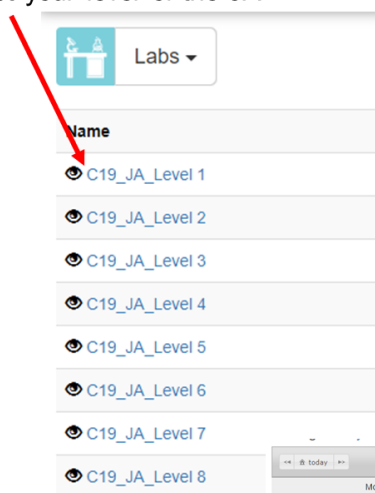 Labs
Name
C19_JA_Level 1
C19_JA_Level 2
C19_JA_Level 3
C19_JA_Level 4
C19_JA_Level 5
C19_JA_Level 6
C19_JA_Level 7
<< & today >>
C19_JA_Level 8